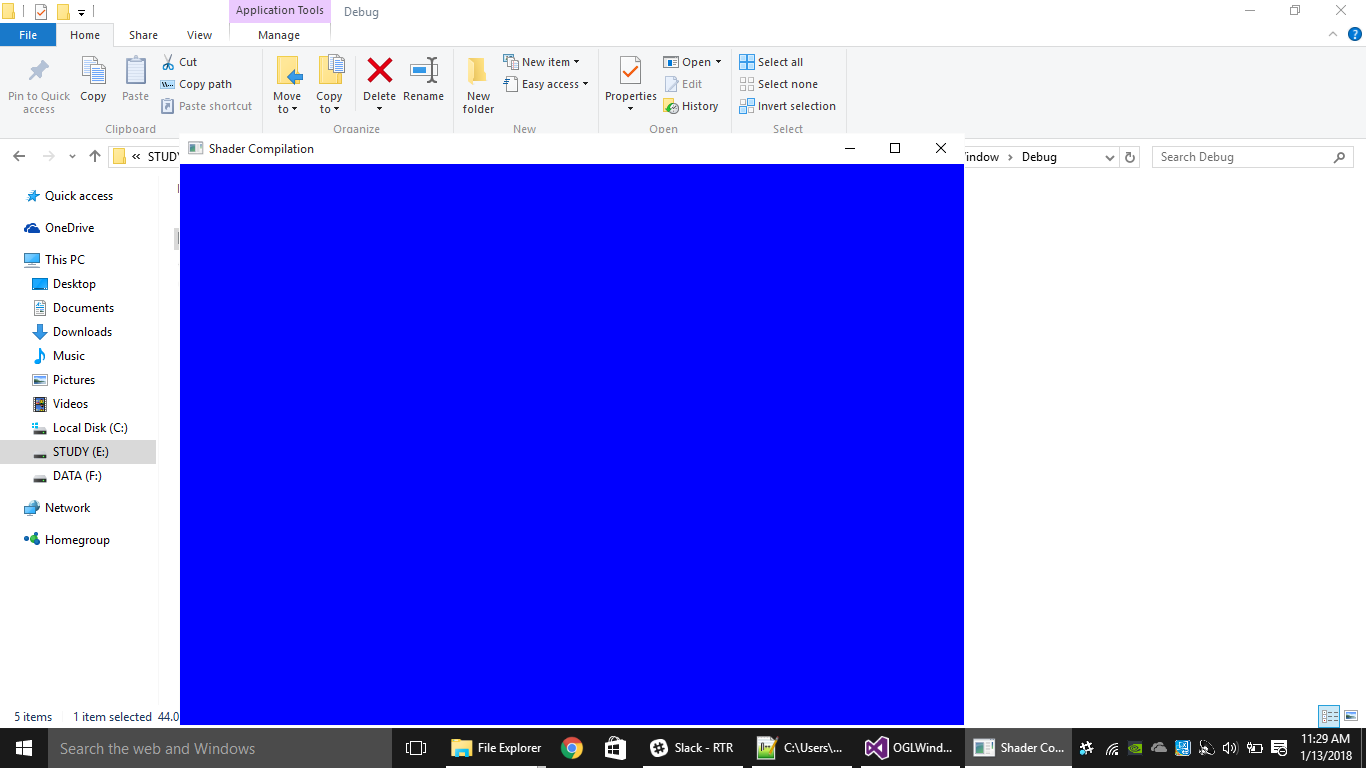 Application Tools Debug
File Home Share View Manage
Pin to Quick access
Copy
Paste
Cut
Copy path
Paste shortcut
Clipboard
Move to
Copy to
Delete
Rename
Organize
New folder
New item
Easy access
New
Properties
Open
Edit
History
Open
Select all
Select none
Invert selection
Select
« STUDY
Debug
Search Debug
Shader Compilation
Quick access
OneDrive
This PC
Desktop
Documents
Downloads
Music
Pictures
Videos
Local Disk (C:)
STUDY (E:)
DATA (F:)
Network
Homegroup
5 items 1 item selected 44.0
Search the web and Windows
File Explorer
Slack - RTR
C:\Users\...
OGLWind...
Shader Co...
11:29 AM
1/13/2018